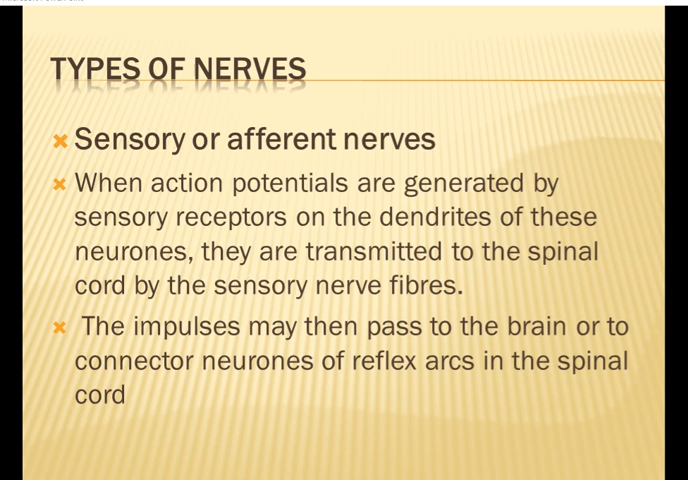 TYPES OF NERVES
Sensory or afferent nerves
When action potentials are generated by
sensory receptors on the dendrites of these
neurones, they are transmitted to the spinal
cord by the sensory nerve fibres.
The impulses may then pass to the brain or to
connector neurones of reflex arcs in the spinal
cord